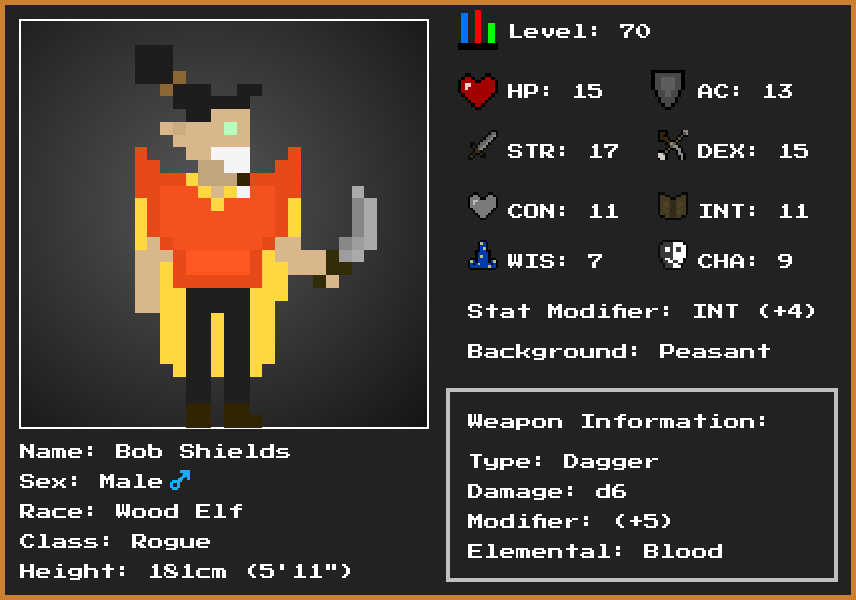 Level: 70
HP: 15 AC: 13
STR: 17 DEX: 15
CON: 11 INT: 11
WIS: 7 CHA: 9
Stat Modifier: INT (+4)
Background: Peasant
Weapon Information:
Type: Dagger
Damage: d6
Modifier: (+5)
Elemental: Blood
Name: Bob Shields
Sex: Male ♂
Race: Wood Elf
Class: Rogue
Height: 181cm (5'11")